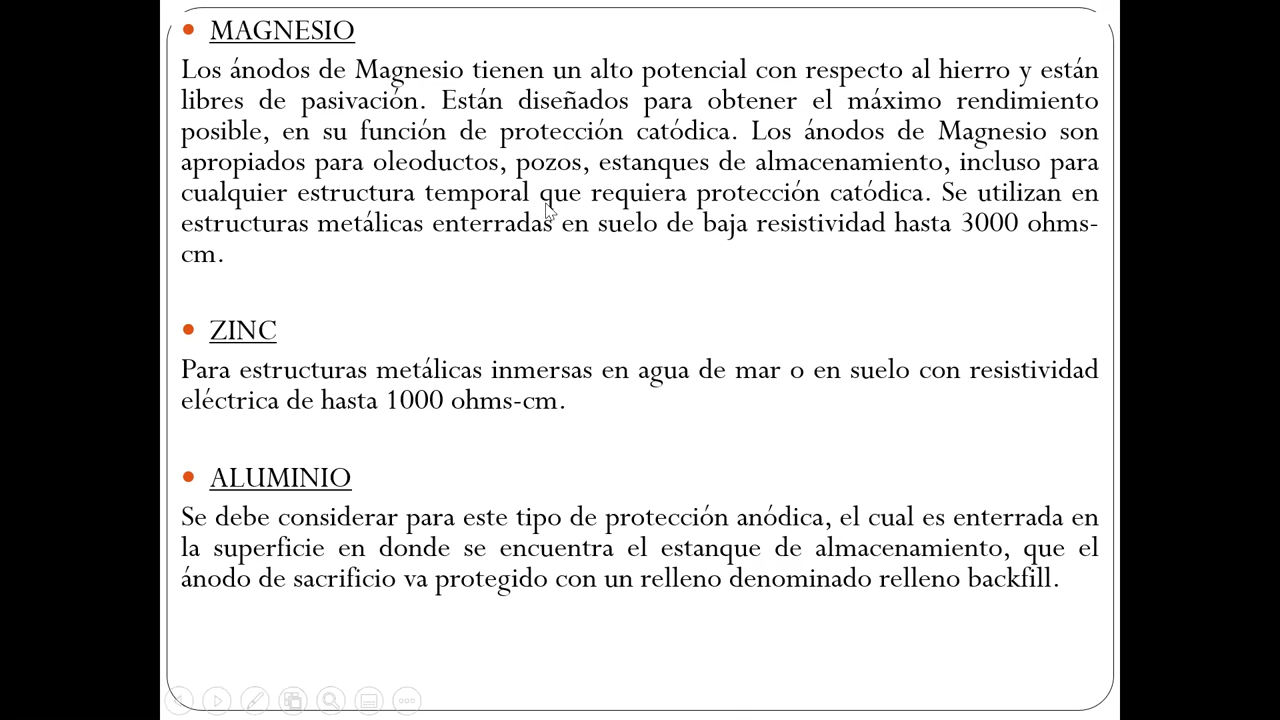 MAGNESIO
Los ánodos de Magnesio tienen un alto potencial con respecto al hierro y están
libres de pasivación. Están diseñados para obtener el máximo rendimiento
posible, en su función de protección catódica. Los ánodos de Magnesio son
apropiados para oleoductos, pozos, estanques de almacenamiento, incluso para
cualquier estructura temporal que requiera protección catódica. Se utilizan en
estructuras metálicas enterradas en suelo de baja resistividad hasta 3000 ohms-
cm.
ZINC
Para estructuras metálicas inmersas en agua de mar o en suelo con resistividad
eléctrica de hasta 1000 ohms-cm.
ALUMINIO
Se debe considerar para este tipo de protección anódica, el cual es enterrada en
la superficie en donde se encuentra el estanque de almacenamiento, que el
ánodo de sacrificio va protegido con un relleno denominado relleno backfill.